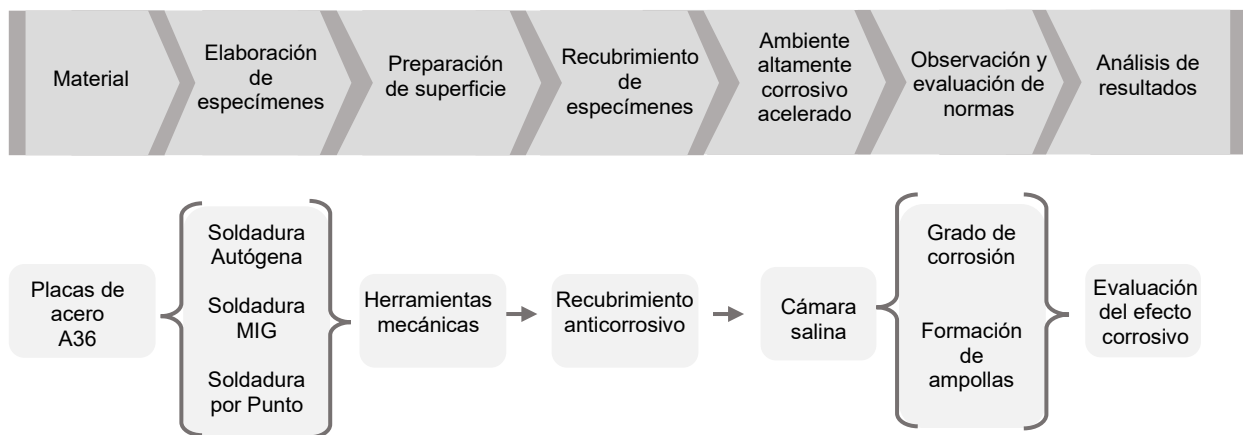 Material
Elaboración
de
especímenes
Preparación
de superficie
Recubrimiento
de
especímenes
Ambiente
altamente
corrosivo
acelerado
Observación y
evaluación de
normas
Análisis de
resultados
Placas de
acero
A36
Soldadura
Autógena
Soldadura
MIG
Soldadura
por Punto
Herramientas
mecánicas
Recubrimiento
anticorrosivo
Cámara
salina
Grado de
corrosión
Formación
de
ampollas
Evaluación
del efecto
corrosivo